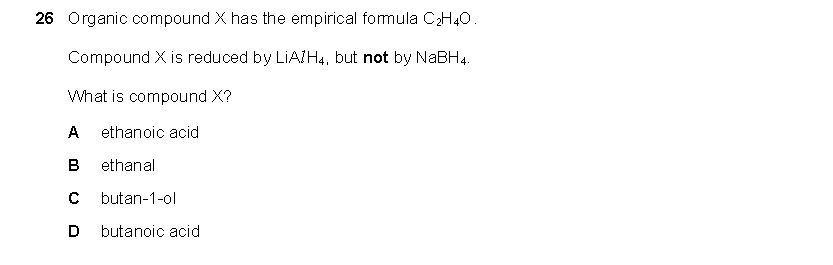 26 Organic compound X has the empirical formula C₂H₄O.
Compound X is reduced by LiAlH₄, but not by NaBH₄.
What is compound X?
A ethanoic acid
B ethanal
C butan-1-ol
D butanoic acid